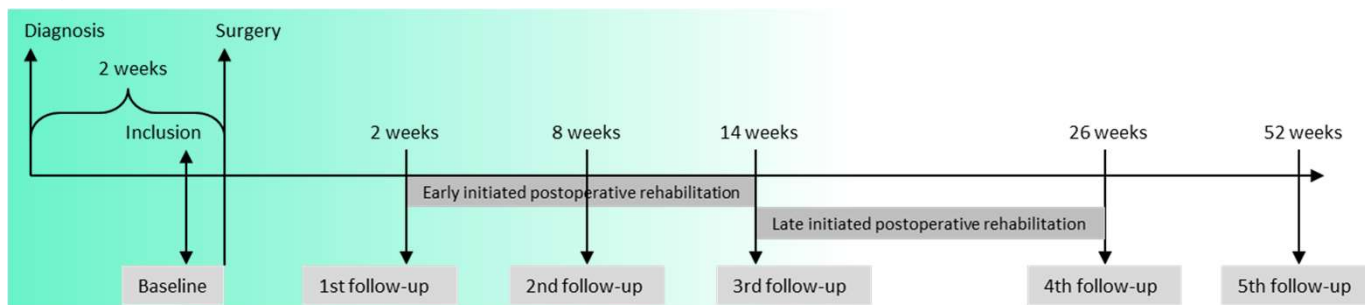 Diagnosis
Surgery
2 weeks
Inclusion
2 weeks
8 weeks
14 weeks
26 weeks
52 weeks
Early initiated postoperative rehabilitation
Late initiated postoperative rehabilitation
Baseline
1st follow-up
2nd follow-up
3rd follow-up
4th follow-up
5th follow-up